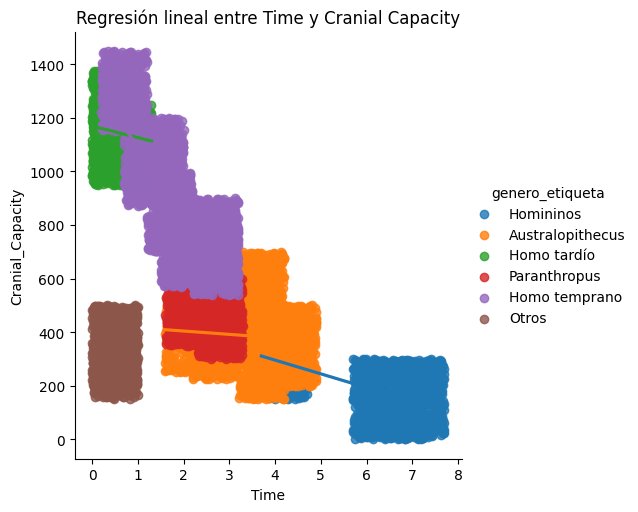 Regresión lineal entre Time y Cranial Capacity
1400
1200
1000
800
600
400
200
0
Cranial_Capacity
0 1 2 3 4 5 6 7 8
Time
genero_etiqueta
Homininos
Australopithecus
Homo tardío
Paranthropus
Homo temprano
Otros